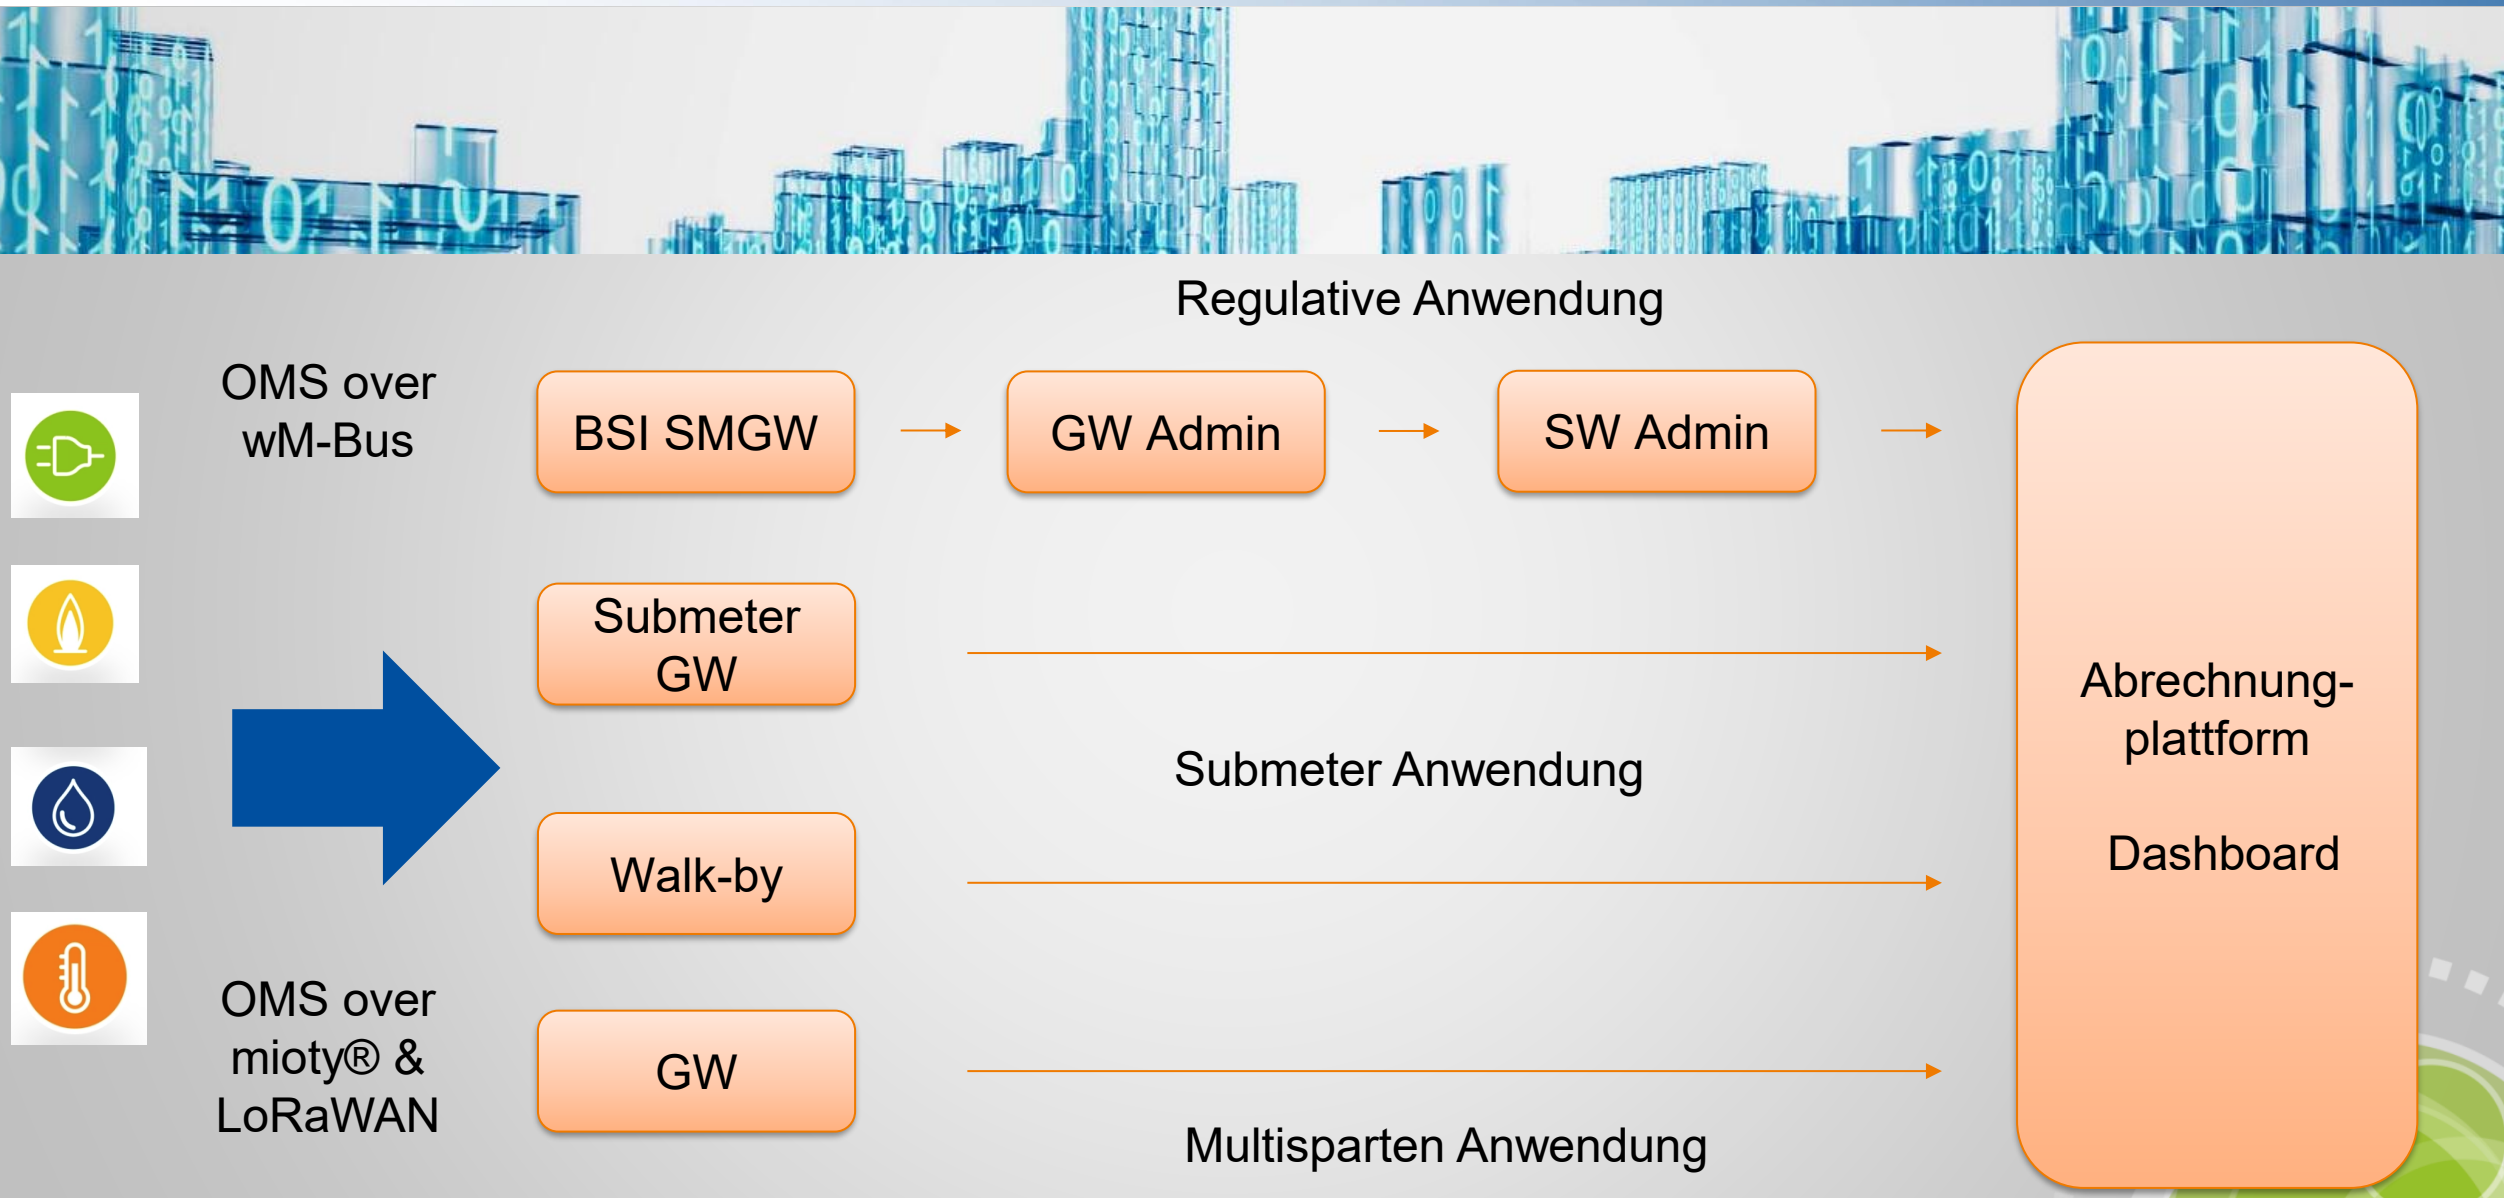 Regulative Anwendung
OMS over
wM-Bus
BSI SMGW
GW Admin
SW Admin
Submeter
GW
Submeter Anwendung
Walk-by
OMS over
mioty® &
LoRaWAN
GW
Multisparten Anwendung
Abrechnung-
plattform
Dashboard